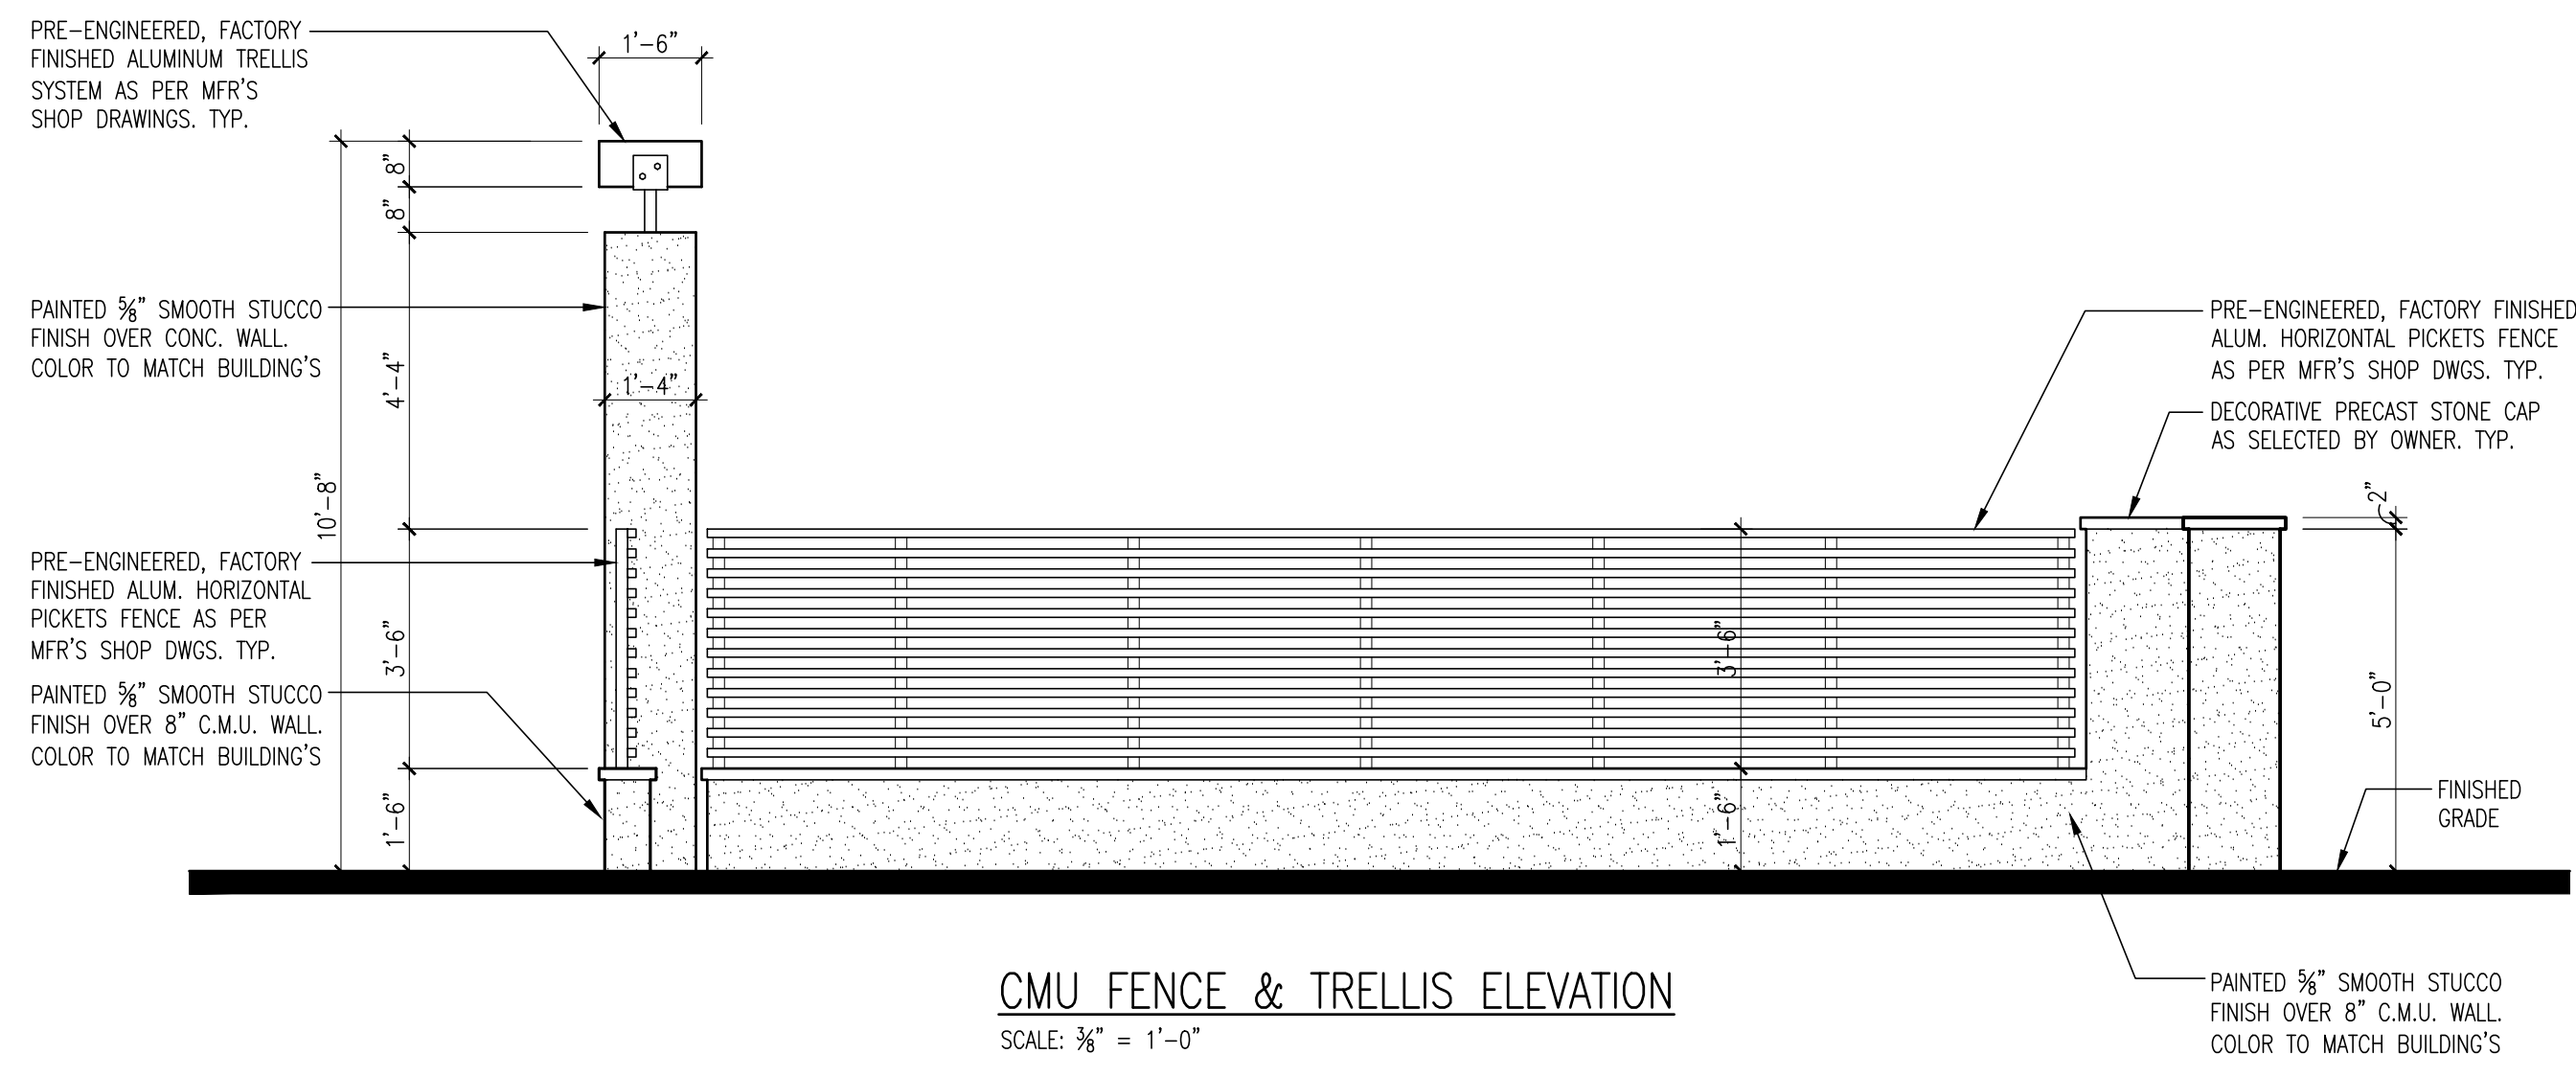 PRE-ENGINEERED, FACTORY
FINISHED ALUMINUM TRELLIS
SYSTEM AS PER MFR'S
SHOP DRAWINGS. TYP.
1'-6"
8"
8"
4'-4"
10'-8"
3'-6"
1'-6"
PAINTED ⅝" SMOOTH STUCCO
FINISH OVER CONC. WALL.
COLOR TO MATCH BUILDING'S
1'-4"
PRE-ENGINEERED, FACTORY
FINISHED ALUM. HORIZONTAL
PICKETS FENCE AS PER
MFR'S SHOP DWGS. TYP.
PAINTED ⅝" SMOOTH STUCCO
FINISH OVER 8" C.M.U. WALL.
COLOR TO MATCH BUILDING'S
3'-6"
1'-6"
PRE-ENGINEERED, FACTORY FINISHED
ALUM. HORIZONTAL PICKETS FENCE
AS PER MFR'S SHOP DWGS. TYP.
DECORATIVE PRECAST STONE CAP
AS SELECTED BY OWNER. TYP.
2"
5'-0"
FINISHED
GRADE
PAINTED ⅝" SMOOTH STUCCO
FINISH OVER 8" C.M.U. WALL.
COLOR TO MATCH BUILDING'S
CMU FENCE & TRELLIS ELEVATION
SCALE: ⅜" = 1'-0"